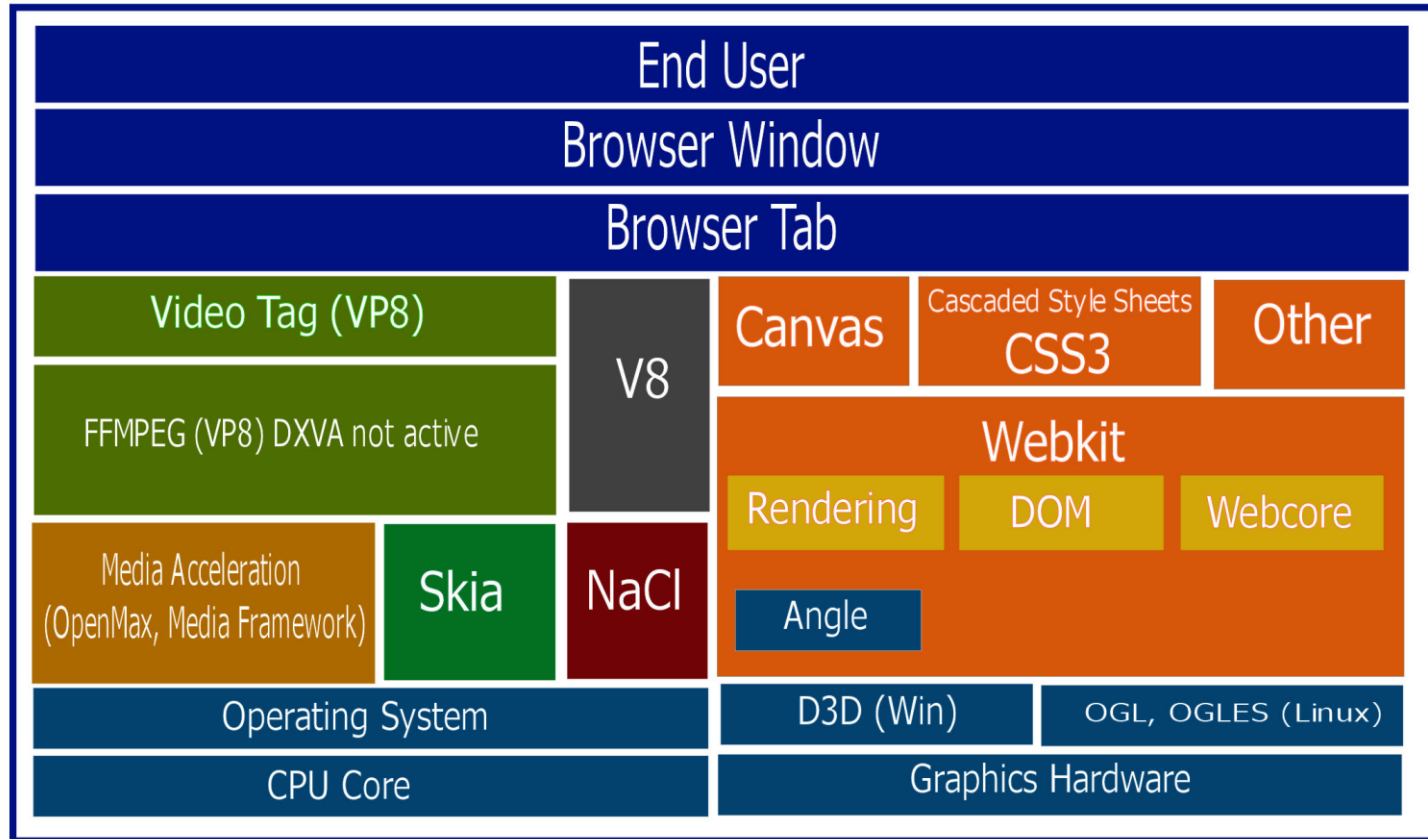 End User
Browser Window
Browser Tab
Video Tag (VP8)
FFMPEG (VP8) DXVA not active
Media Acceleration
(OpenMax, Media Framework)
Skia
V8
NaCl
Canvas
Cascaded Style Sheets
CSS3
Other
Webkit
Rendering
DOM
Webcore
Angle
Operating System
D3D (Win)
OGL, OGLES (Linux)
CPU Core
Graphics Hardware